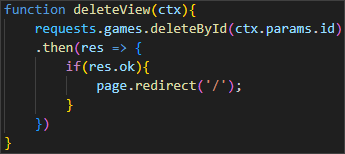 function deleteView(ctx){
    requests.games.deleteById(ctx.params.id)
    .then(res => {
        if(res.ok){
            page.redirect('/');
        }
    })
}